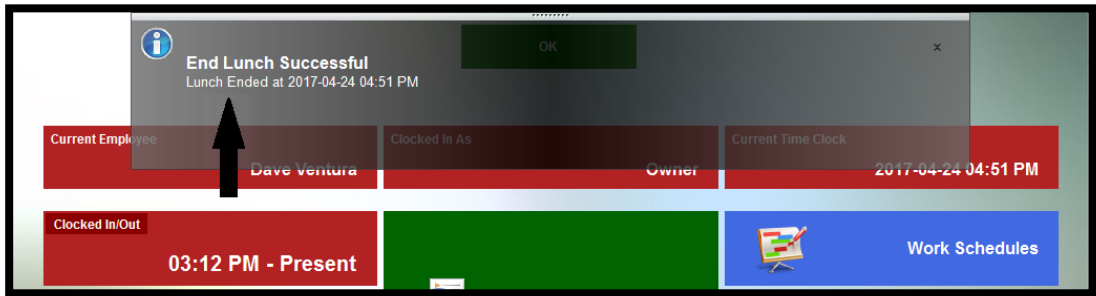 OK
x
End Lunch Successful
Lunch Ended at 2017-04-24 04:51 PM
Current Employee
Dave Ventura
Clocked In As
Owner
Current Time Clock
2017-04-24 04:51 PM
Clocked In/Out
03:12 PM - Present
Work Schedules